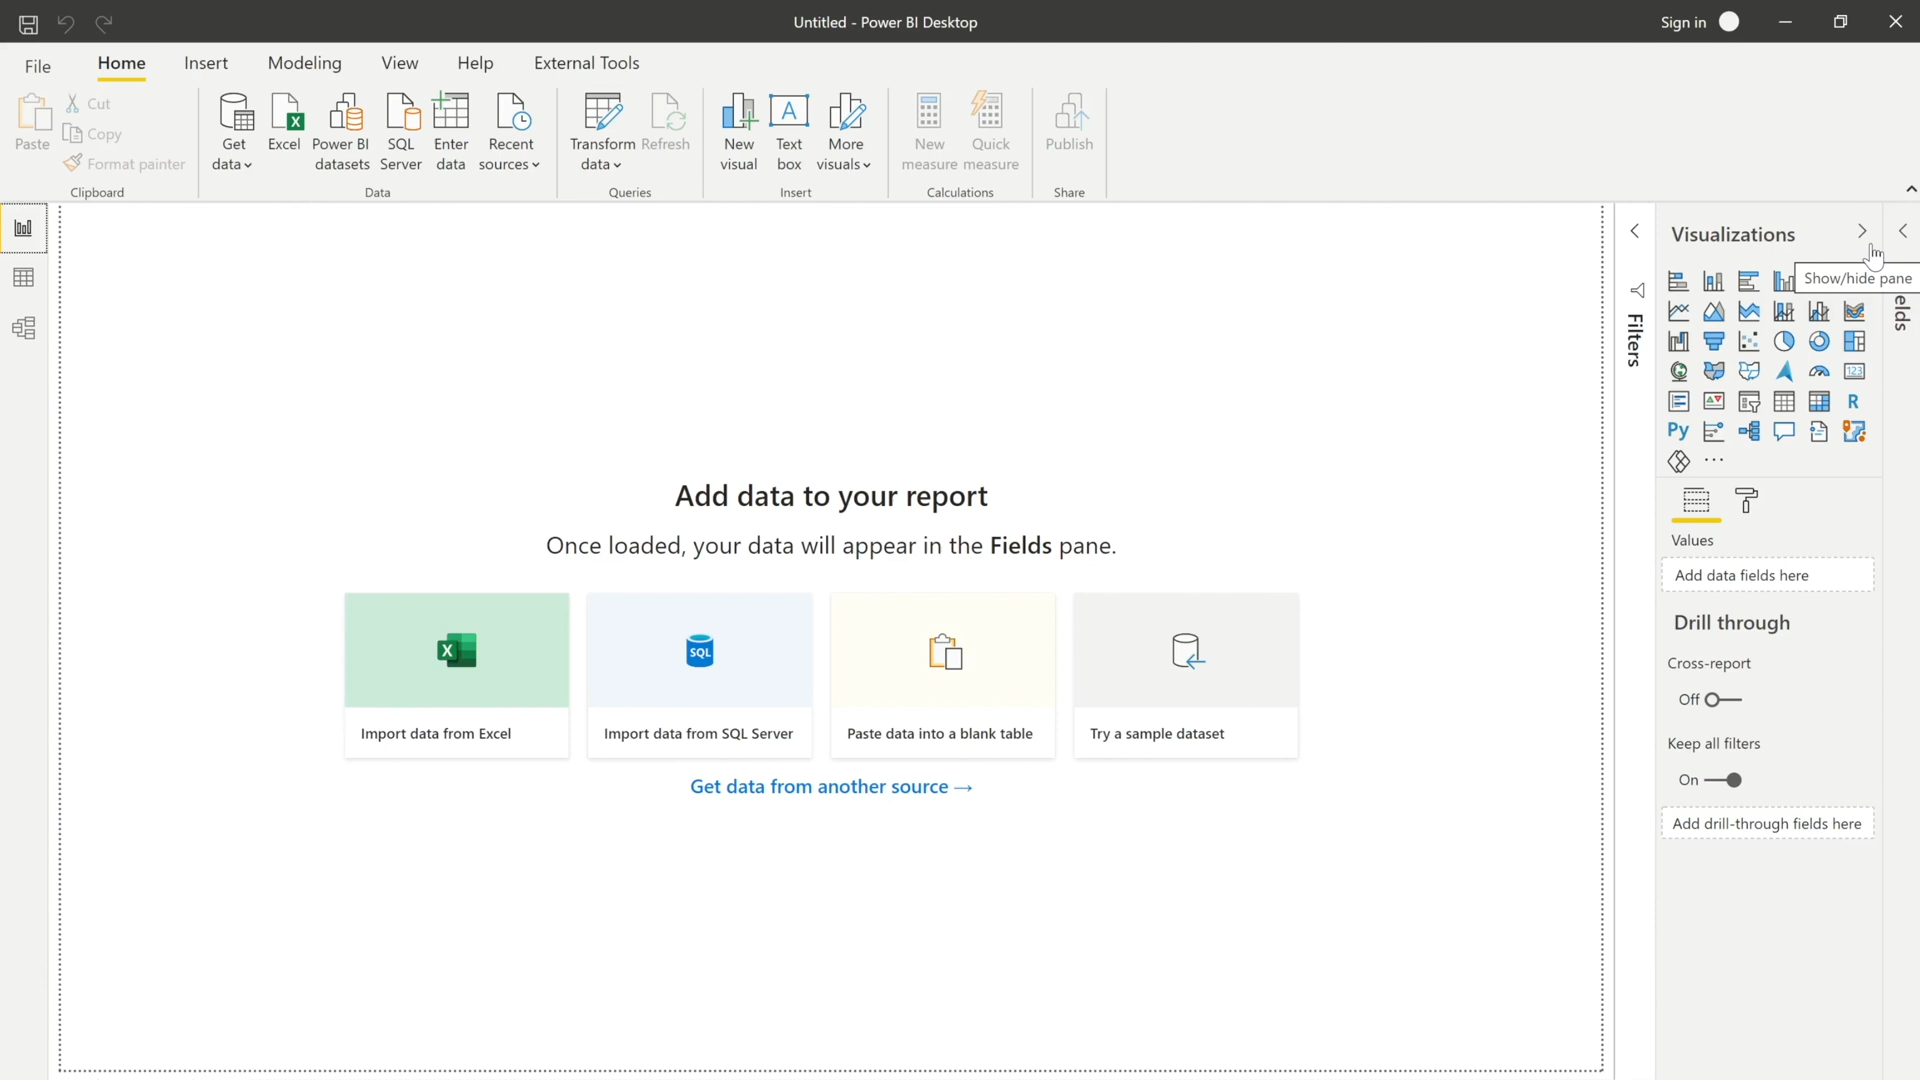 Untitled - Power BI Desktop
Sign in
File Home Insert Modeling View Help External Tools
Paste
Cut
Copy
Format painter
Clipboard
Get data
Excel
Power BI datasets
SQL Server
Enter data
Recent sources
Data
Transform data
Refresh
Queries
New visual
Text box
A
More visuals
Insert
New measure
Quick measure
Calculations
Publish
Share
Filters
Visualizations
Show/hide pane
elds
123
R
Py
Values
Add data fields here
Drill through
Cross-report
Off
Keep all filters
On
Add drill-through fields here
Add data to your report
Once loaded, your data will appear in the Fields pane.
X
SQL
Import data from Excel
Import data from SQL Server
Paste data into a blank table
Try a sample dataset
Get data from another source →